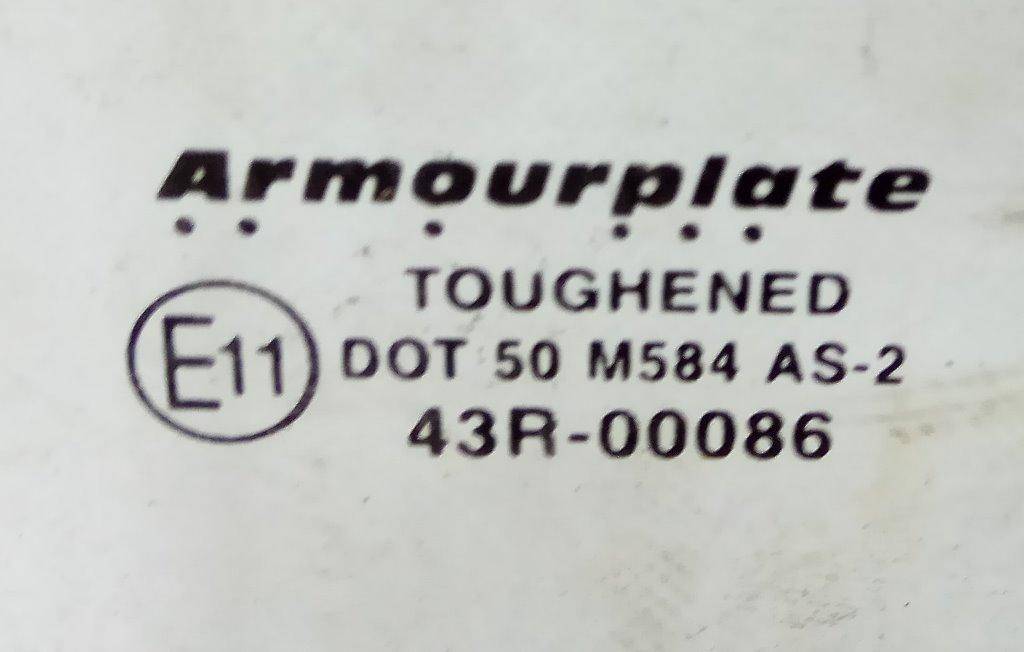 Armourplate
TOUGHENED
E11 DOT 50 M584 AS-2
43R-00086